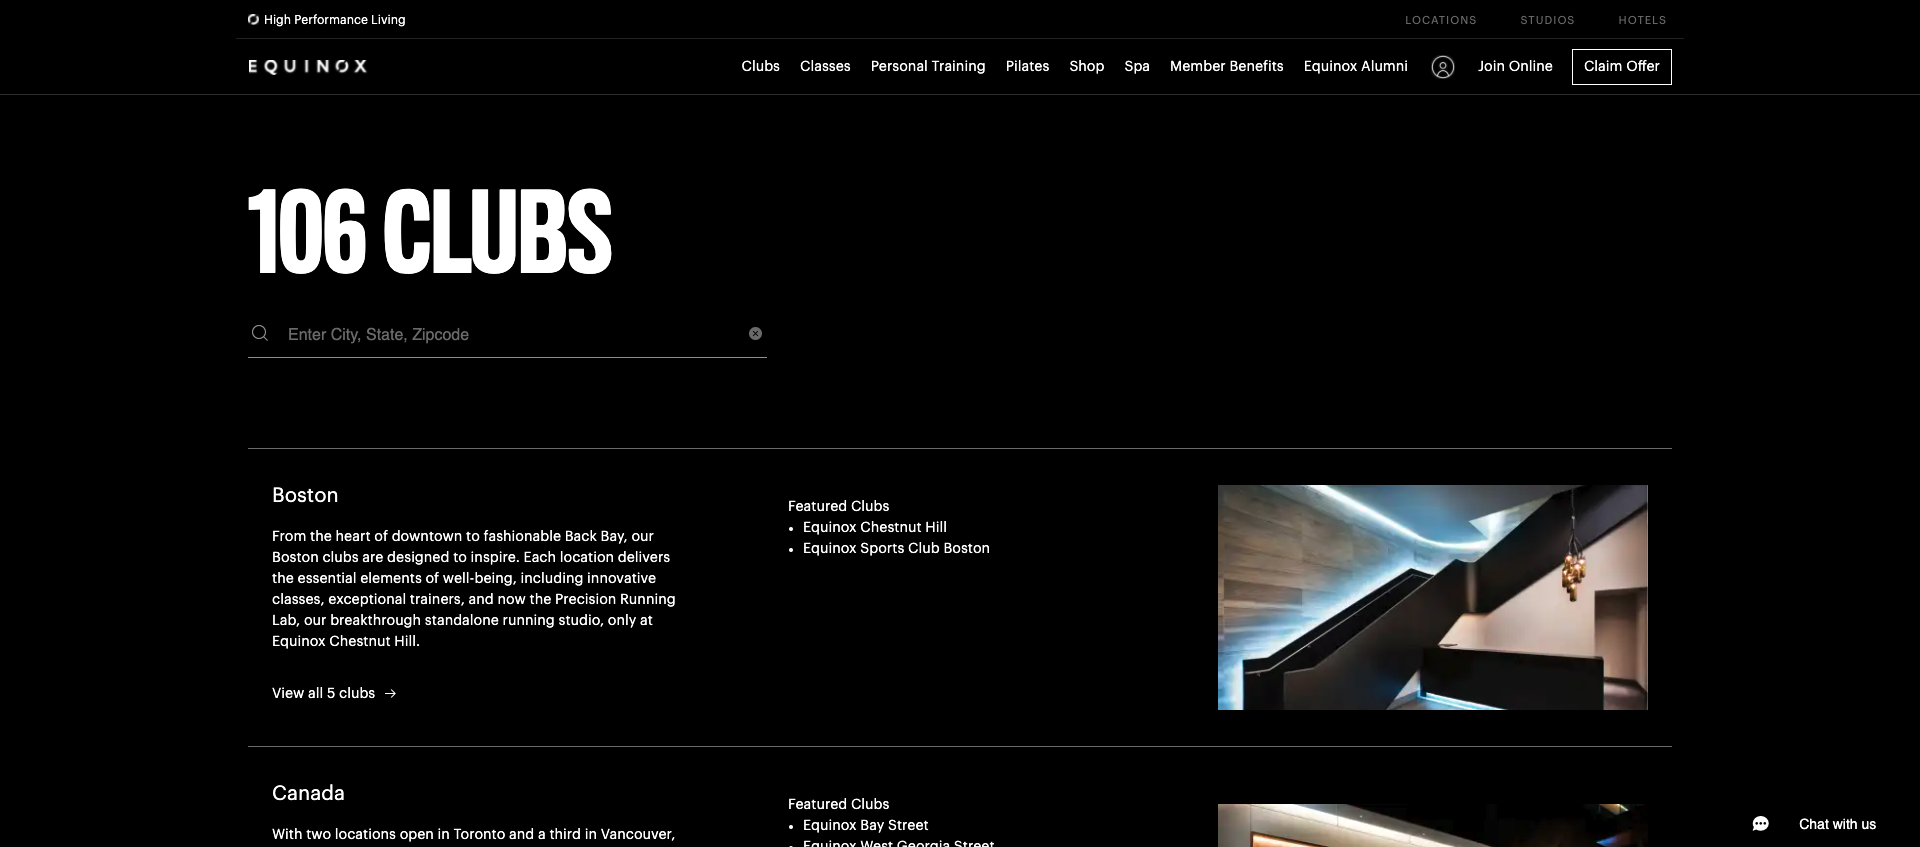 High Performance Living
LOCATIONS STUDIOS HOTELS
EQUINOX
Clubs Classes Personal Training Pilates Shop Spa Member Benefits Equinox Alumni Join Online Claim Offer
106 CLUBS
Enter City, State, Zipcode
Boston
From the heart of downtown to fashionable Back Bay, our
Boston clubs are designed to inspire. Each location delivers
the essential elements of well-being, including innovative
classes, exceptional trainers, and now the Precision Running
Lab, our breakthrough standalone running studio, only at
Equinox Chestnut Hill.
View all 5 clubs →
Featured Clubs
• Equinox Chestnut Hill
• Equinox Sports Club Boston
Canada
With two locations open in Toronto and a third in Vancouver,
Featured Clubs
• Equinox Bay Street
• Equinox West Georgia Street
Chat with us